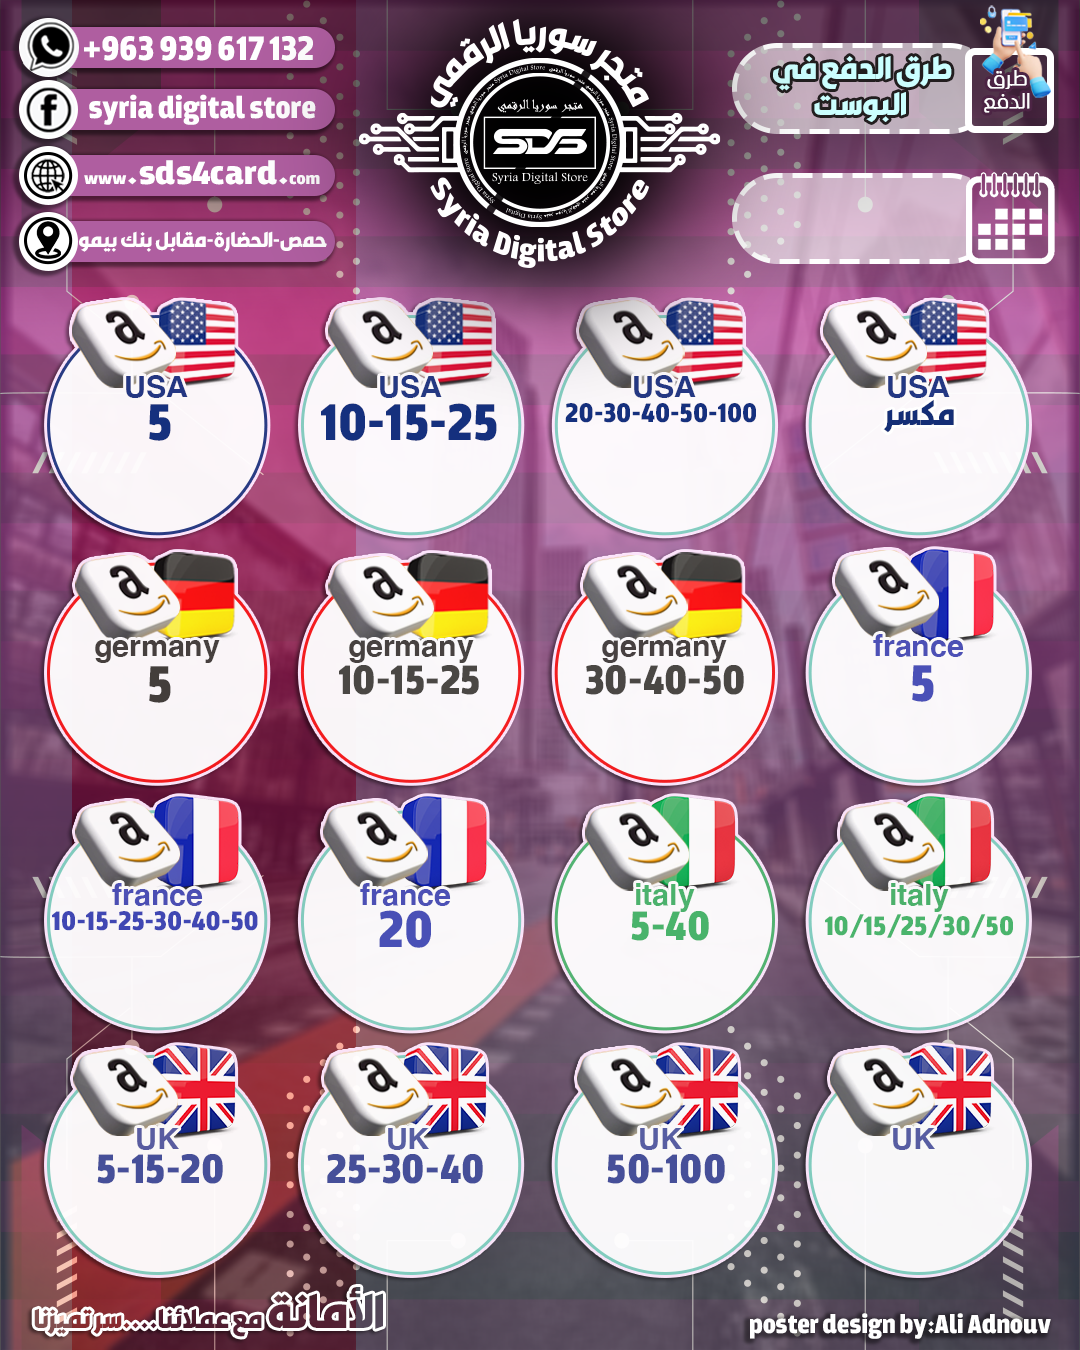 +963 939 617 132
syria digital store
www.sds4card.com
حمص-الحضارة-مقابل بنك بيمو
متجر سوريا الرقمي
متجر سوريا الرقمي
SDS
Syria Digital Store
Syria Digital Store
طرق الدفع في
البوست
طرق
الدفع
a
USA
5
a
USA
10-15-25
a
USA
20-30-40-50-100
a
USA
مكسر
a
germany
5
a
germany
10-15-25
a
germany
30-40-50
a
france
5
a
france
10-15-25-30-40-50
a
france
20
a
italy
5-40
a
italy
10/15/25/30/50
a
UK
5-15-20
a
UK
25-30-40
a
UK
50-100
a
UK
الأمانة مع عملائنا....سر تميزنا
poster design by:Ali Adnouv